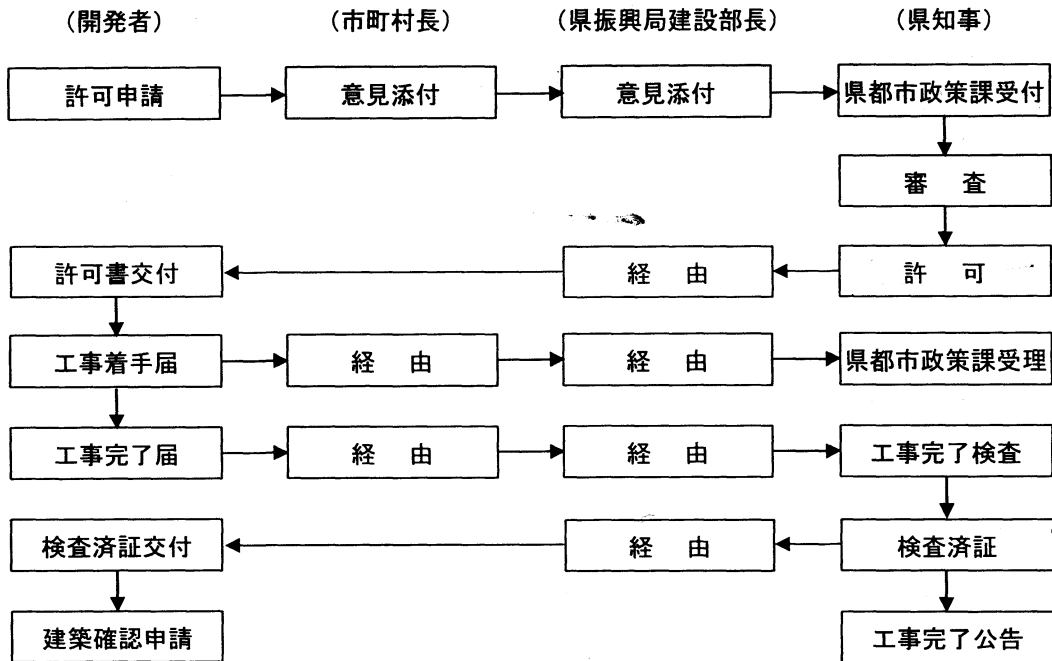 (開発者) (市町村長) (県振興局建設部長) (県知事)
許可申請 意見添付 意見添付 県都市政策課受付
審 査
許可書交付 経 由 許 可
工事着手届 経 由 経 由 県都市政策課受理
工事完了届 経 由 経 由 工事完了検査
検査済証交付 経 由 検査済証
建築確認申請 工事完了公告